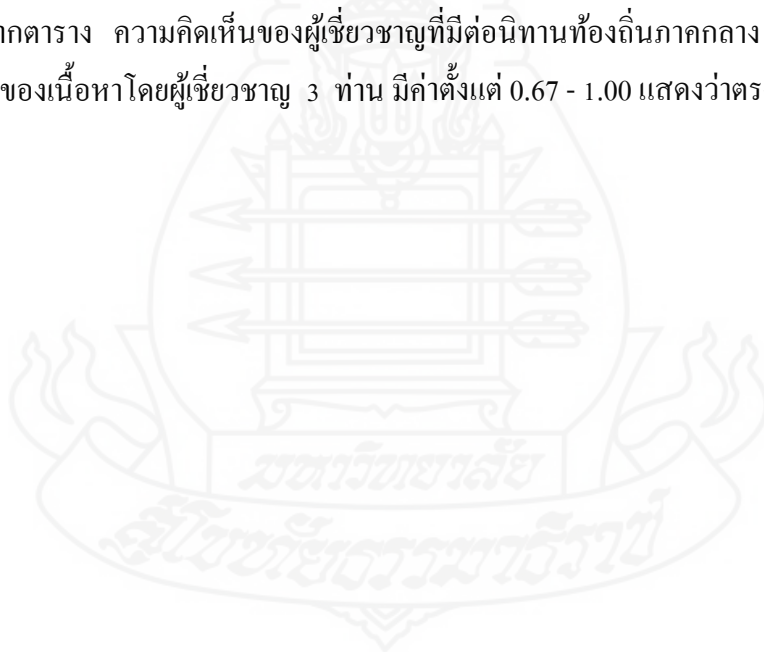 ากตาราง ความคิดเห็นของผู้เชี่ยวชาญที่มีต่อนิทานท้องถิ่นภาคกลาง
ของเนื้อหาโดยผู้เชี่ยวชาญ 3 ท่าน มีค่าตั้งแต่ 0.67 - 1.00 แสดงว่าตร
มหาวิทยาลัย
สุโขทัยธรรมาธิราช